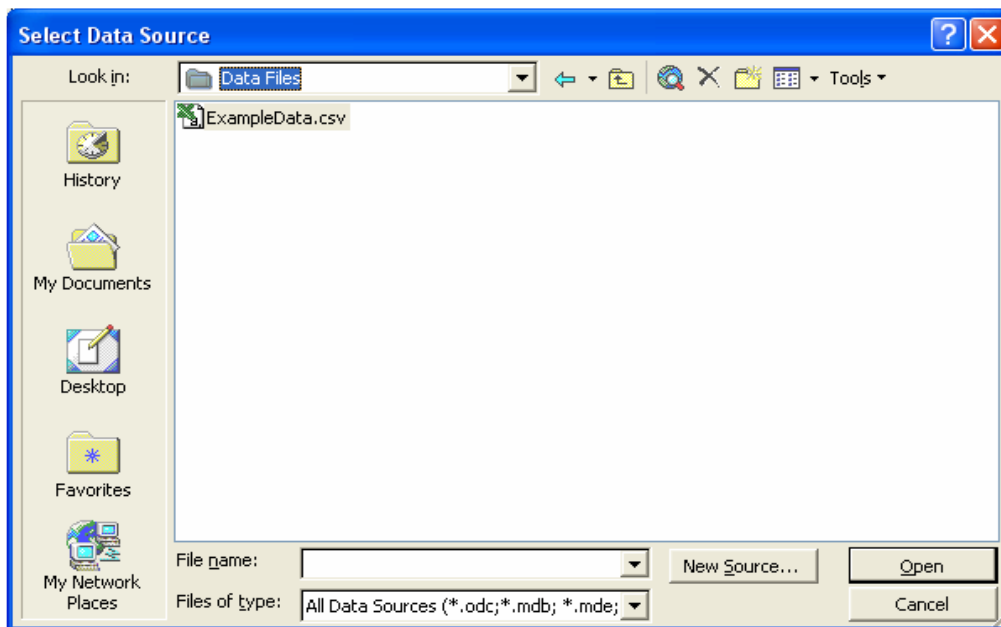 Select Data Source
?
Look in:
Data Files
Tools
ExampleData.csv
History
My Documents
Desktop
Favorites
My Network
Places
File name:
New Source...
Open
Files of type:
All Data Sources (*.odc;*.mdb; *.mde;
Cancel